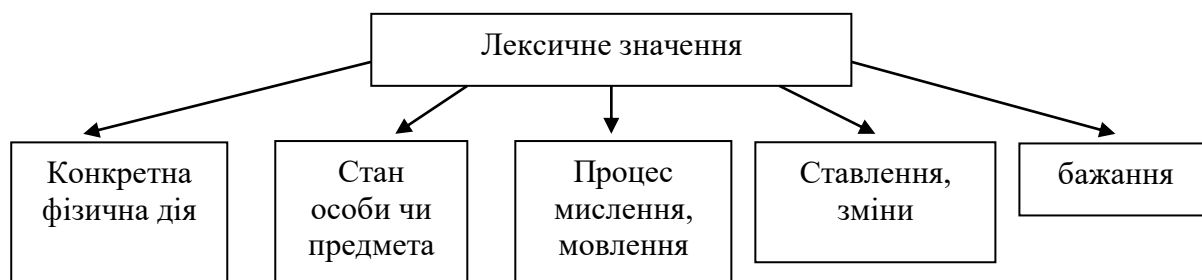 Лексичне значення
Конкретна
фізична дія
Стан
особи чи
предмета
Процес
мислення,
мовлення
Ставлення,
зміни
бажання